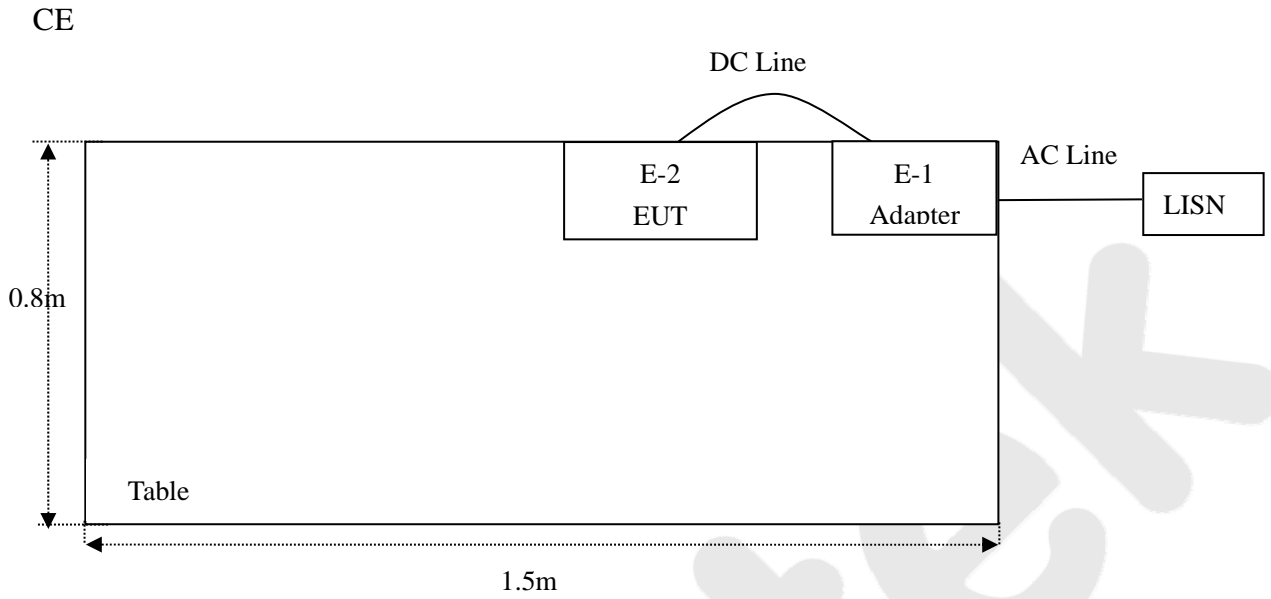 CE
DC Line
AC Line
E-2
EUT
E-1
Adapter
LISN
0.8m
Table
1.5m